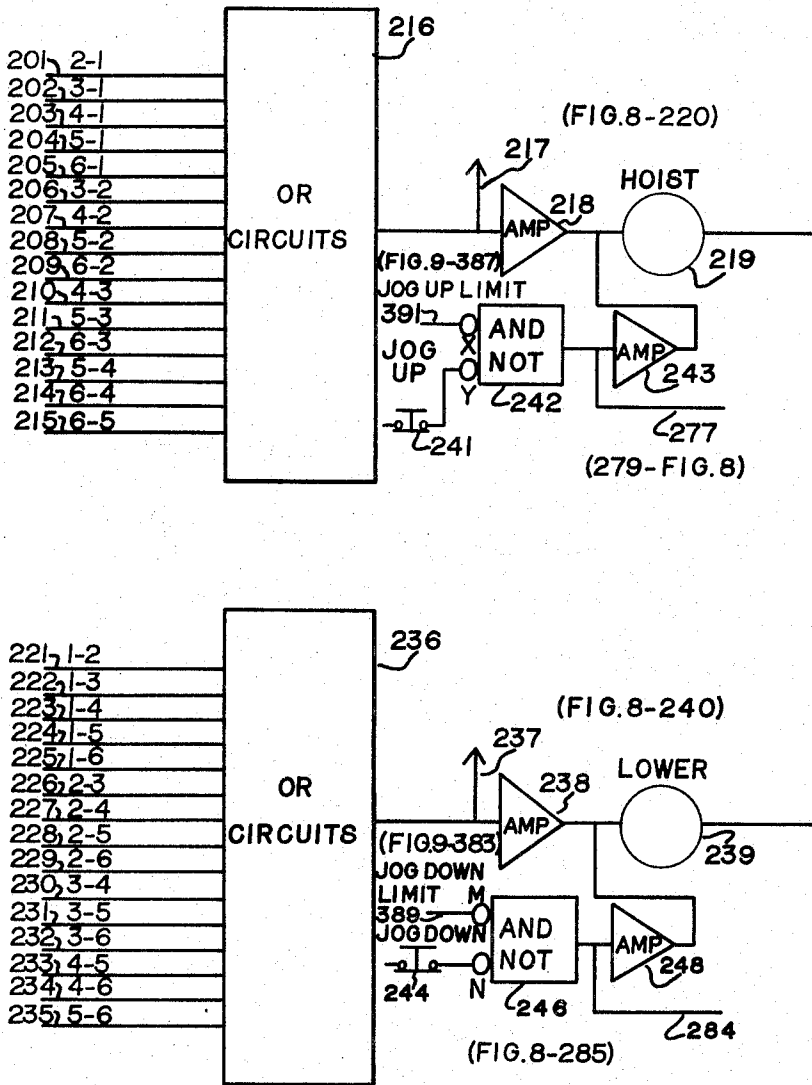 216
201, 2-1
202, 3-1
203, 4-1
204, 5-1
205, 6-1
206, 3-2
207, 4-2
208, 5-2
209, 6-2
210, 4-3
211, 5-3
212, 6-3
213, 5-4
214, 6-4
215, 6-5
OR
CIRCUITS
(FIG.8-220)
217
HOIST
AMP
218
219
(FIG.9-387)
JOG UP LIMIT
391
X
JOG
UP
Y
241
AND
NOT
242
AMP
243
277
(279-FIG.8)
236
221, 1-2
222, 1-3
223, 1-4
224, 1-5
225, 1-6
226, 2-3
227, 2-4
228, 2-5
229, 2-6
230, 3-4
231, 3-5
232, 3-6
233, 4-5
234, 4-6
235, 5-6
OR
CIRCUITS
(FIG.8-240)
237
LOWER
AMP
238
239
(FIG.9-383)
JOG DOWN
LIMIT M
389
JOG DOWN
N
244
AND
NOT
246
AMP
248
284
(FIG.8-285)